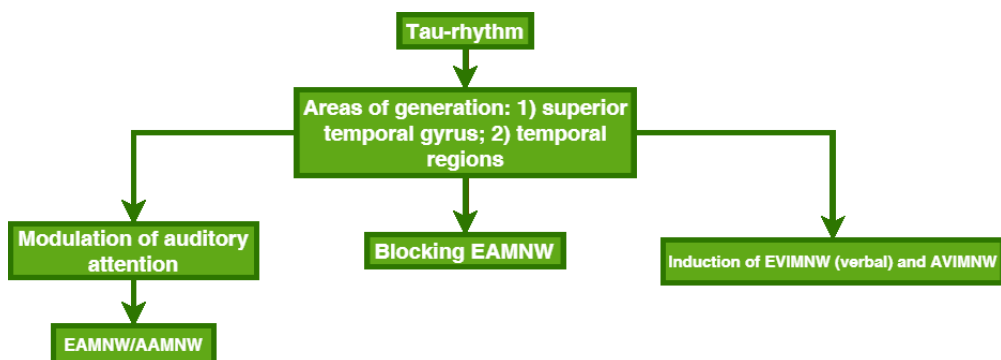 Tau-rhythm
Areas of generation: 1) superior
temporal gyrus; 2) temporal
regions
Modulation of auditory
attention
Blocking EAMNW
Induction of EVIMNW (verbal) and AVIMNW
EAMNW/AAMNW